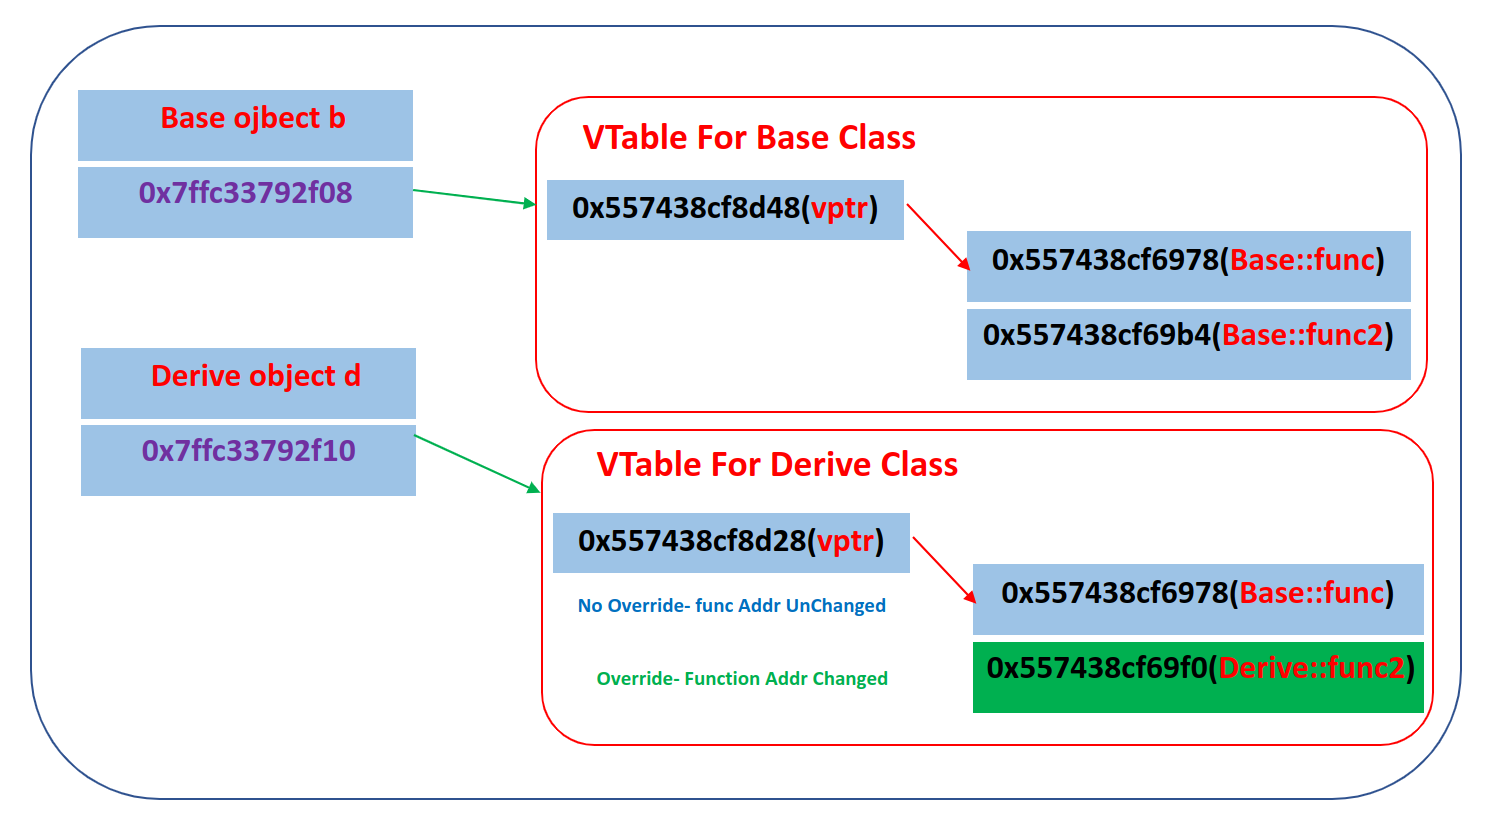 Base ojbect b
0x7ffc33792f08
VTable For Base Class
0x557438cf8d48(vptr)
0x557438cf6978(Base::func)
0x557438cf69b4(Base::func2)
Derive object d
0x7ffc33792f10
VTable For Derive Class
0x557438cf8d28(vptr)
No Override- func Addr UnChanged
0x557438cf6978(Base::func)
Override- Function Addr Changed
0x557438cf69f0(Derive::func2)